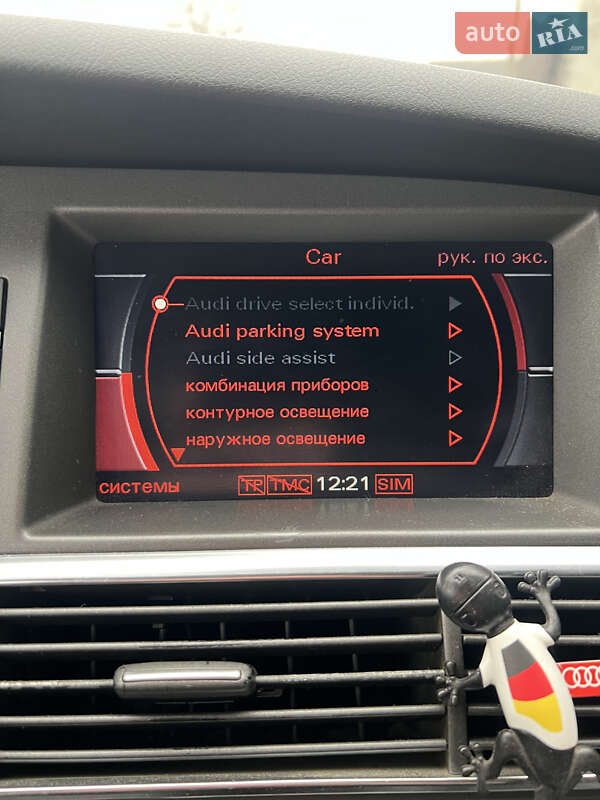 auto RIA .com
Car
рук. по экс.
Audi drive select individ.
Audi parking system
Audi side assist
комбинация приборов
контурное освещение
наружное освещение
системы
TP TMC 12:21 SIM